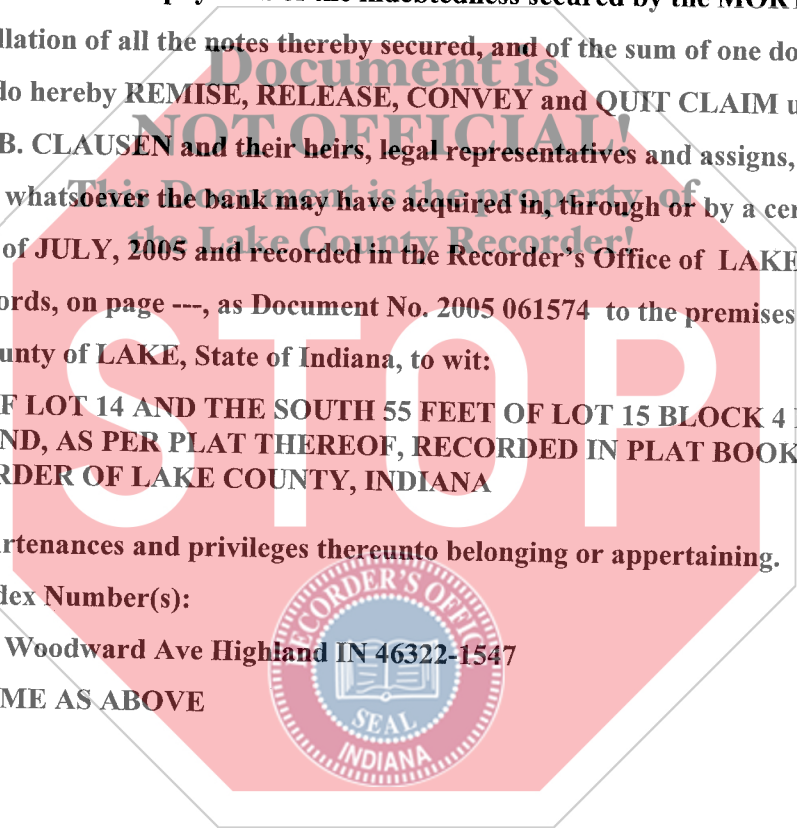 of the indebtedness secured by the
llation of all the notes thereby secured, and of the sum of one do
Document is
do hereby REMISE, RELEASE, CONVEY and QUIT CLAIM u
NOT OFFICIAL!
B. CLAUSEN and their heirs, legal representatives and assigns,
This Document is the property of
whatsoever the bank may have acquired in, through or by a cer
the Lake County Recorder!
of JULY, 2005 and recorded in the Recorder's Office of LAKE
ords, on page ---, as Document No. 2005 061574 to the premises
unty of LAKE, State of Indiana, to wit:
STOP
F LOT 14 AND THE SOUTH 55 FEET OF LOT 15 BLOCK 4
ND, AS PER PLAT THEREOF, RECORDED IN PLAT BOOK
RDER OF LAKE COUNTY, INDIANA
rtenances and privileges thereunto belonging or appertaining.
dex Number(s):
RECORDER'S OFFICE
Woodward Ave Highland IN 46322-1547
ME AS ABOVE
SEAL
INDIANA